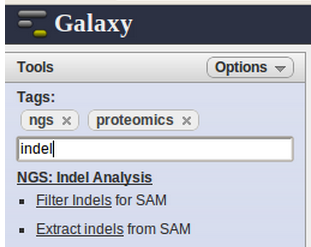 Galaxy
Tools Options
Tags:
ngs x proteomics x
indel
NGS: Indel Analysis
Filter Indels for SAM
Extract indels from SAM